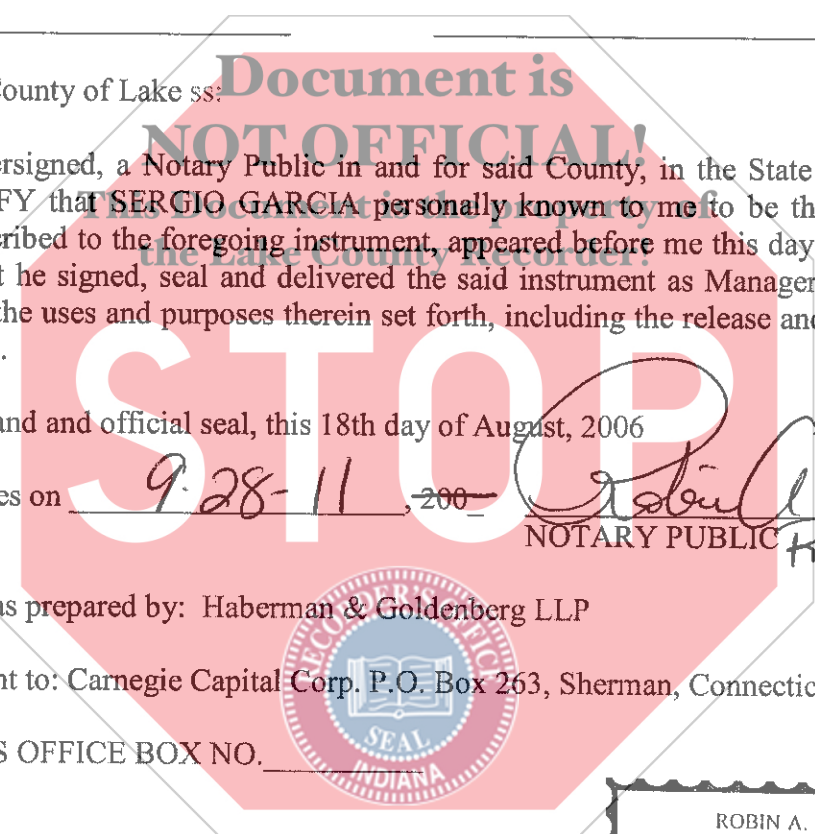 County of Lake ss:
Document is
NOT OFFICIAL!
This Document is the property of
the Lake County Recorder!
ersigned, a Notary Public in and for said County, in the State
FY that SERGIO GARCIA personally known to me to be th
ribed to the foregoing instrument, appeared before me this day
t he signed, seal and delivered the said instrument as Manager
the uses and purposes therein set forth, including the release and
.
STOP
and and official seal, this 18th day of August, 2006
es on 9-28-11, 200_
Robin A
NOTARY PUBLIC
as prepared by: Haberman & Goldenberg LLP
nt to: Carnegie Capital Corp. P.O. Box 263, Sherman, Connectic
S OFFICE BOX NO.
RECORDER'S OFFICE
SEAL
INDIANA
ROBIN A.